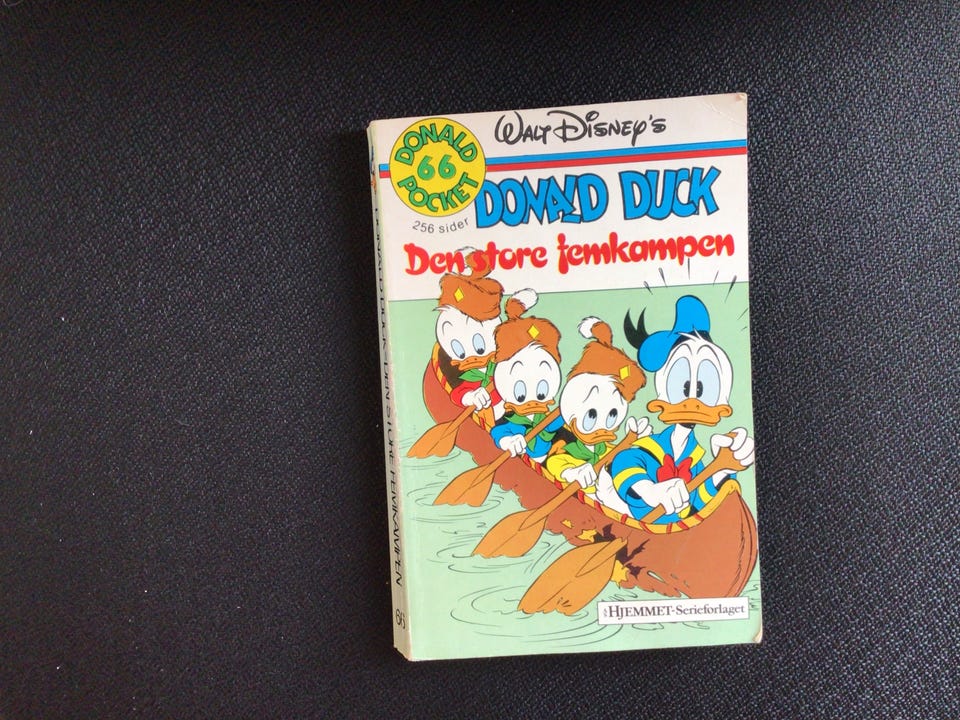 WALT DISNEY'S
DONALD
66
POCKET
256 sider
DONALD DUCK
Den store femkampen
A/S HJEMMET-Serieforlaget
DONALD DUCK - DEN STORE FEMKAMPEN
66